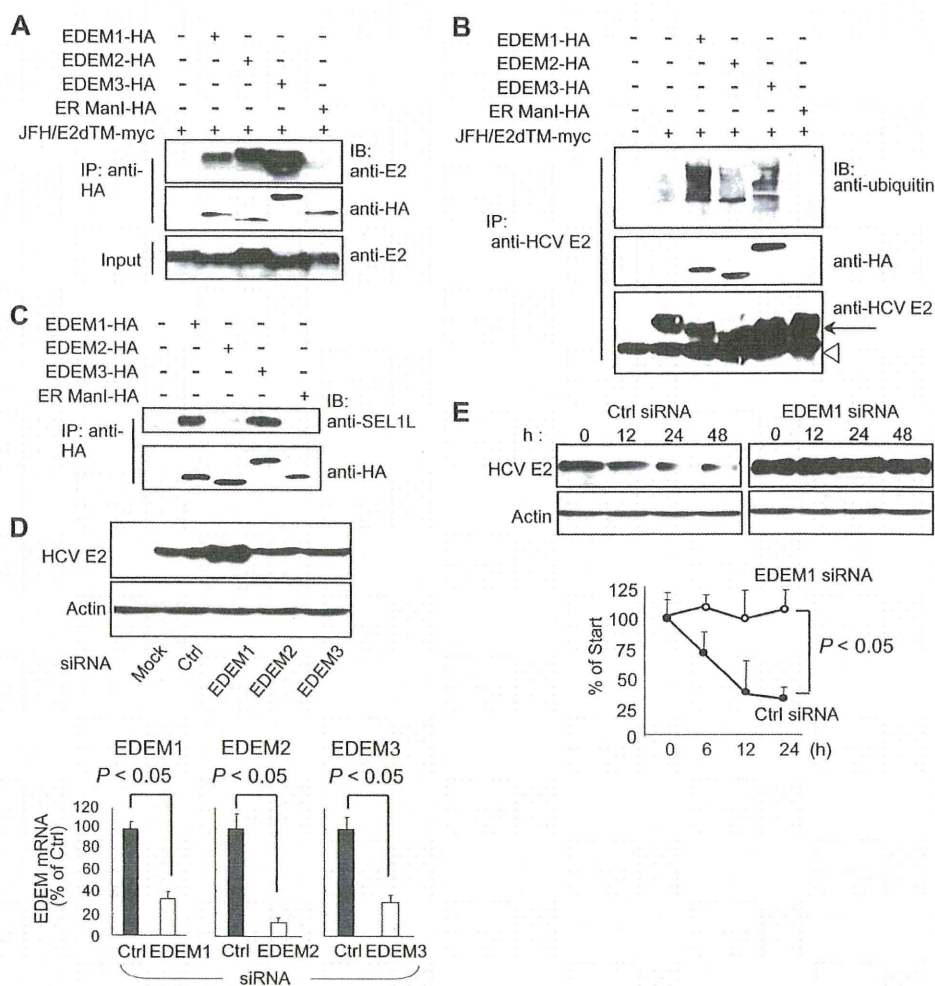 A
EDEM1-HA - + - - -
EDEM2-HA - - + - -
EDEM3-HA - - - + -
ER ManI-HA - - - - +
JFH/E2dTM-myc + + + + +
IP: anti-
HA
IB:
anti-E2
anti-HA
Input
anti-E2
B
EDEM1-HA - - + - - -
EDEM2-HA - - - + - -
EDEM3-HA - - - - + -
ER ManI-HA - - - - - +
JFH/E2dTM-myc - + + + + +
IP:
anti-HCV E2
IB:
anti-ubiquitin
anti-HA
anti-HCV E2
C
EDEM1-HA - + - - -
EDEM2-HA - - + - -
EDEM3-HA - - - + -
ER ManI-HA - - - - +
IP: anti-
HA
IB:
anti-SEL1L
anti-HA
D
HCV E2
Actin
siRNA Mock Ctrl EDEM1 EDEM2 EDEM3
EDEM1 EDEM2 EDEM3
P < 0.05 P < 0.05 P < 0.05
EDEM mRNA
(% of Ctrl)
120
100
80
60
40
20
0
Ctrl EDEM1 Ctrl EDEM2 Ctrl EDEM3
siRNA
E
Ctrl siRNA EDEM1 siRNA
h : 0 12 24 48 0 12 24 48
HCV E2
Actin
% of Start
125
100
75
50
25
0
EDEM1 siRNA
P < 0.05
Ctrl siRNA
0 6 12 24 (h)